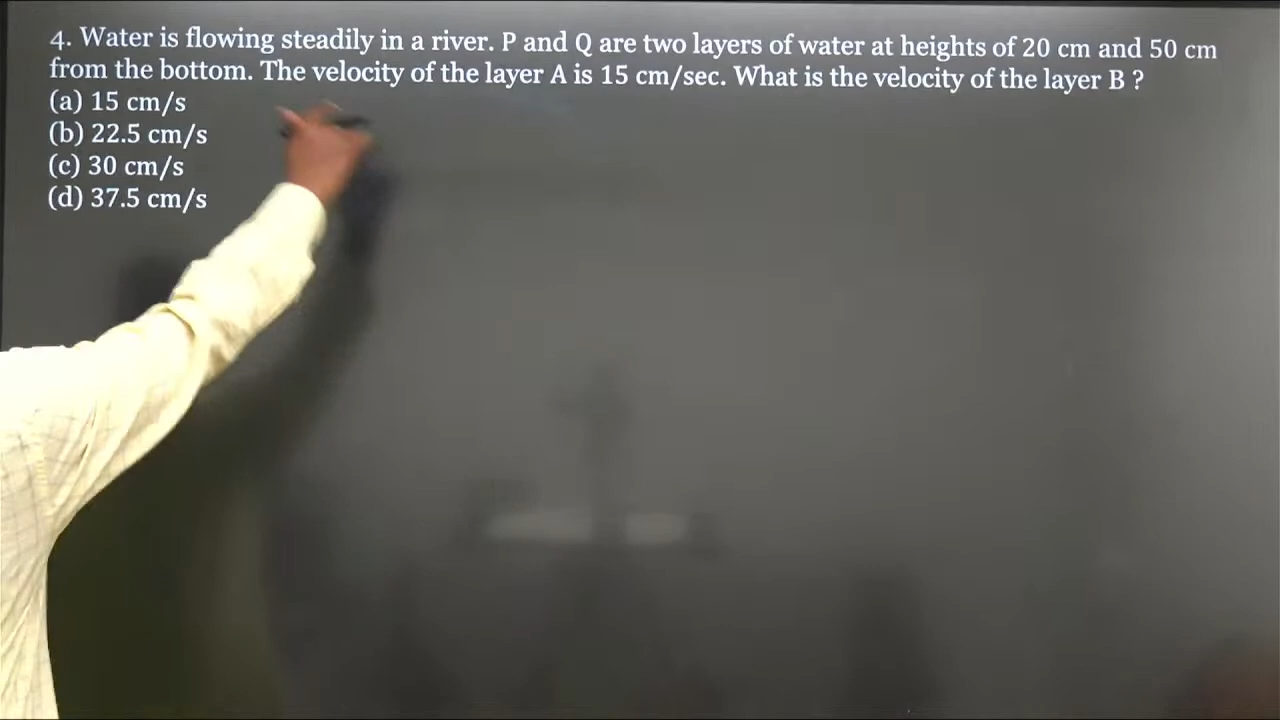 4. Water is flowing steadily in a river. P and Q are two layers of water at heights of 20 cm and 50 cm
from the bottom. The velocity of the layer A is 15 cm/sec. What is the velocity of the layer B ?
(a) 15 cm/s
(b) 22.5 cm/s
(c) 30 cm/s
(d) 37.5 cm/s